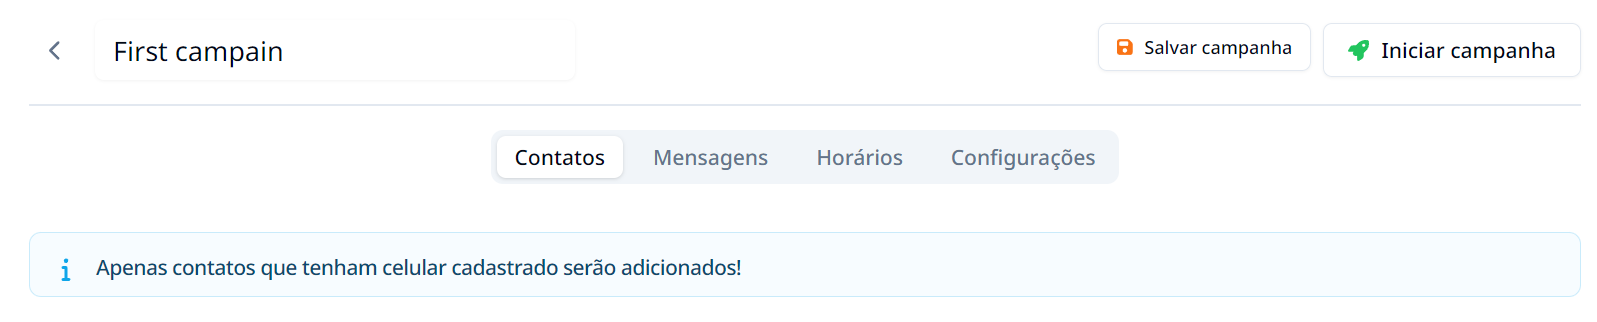 First campain
Salvar campanha
Iniciar campanha
Contatos
Mensagens
Horários
Configurações
Apenas contatos que tenham celular cadastrado serão adicionados!